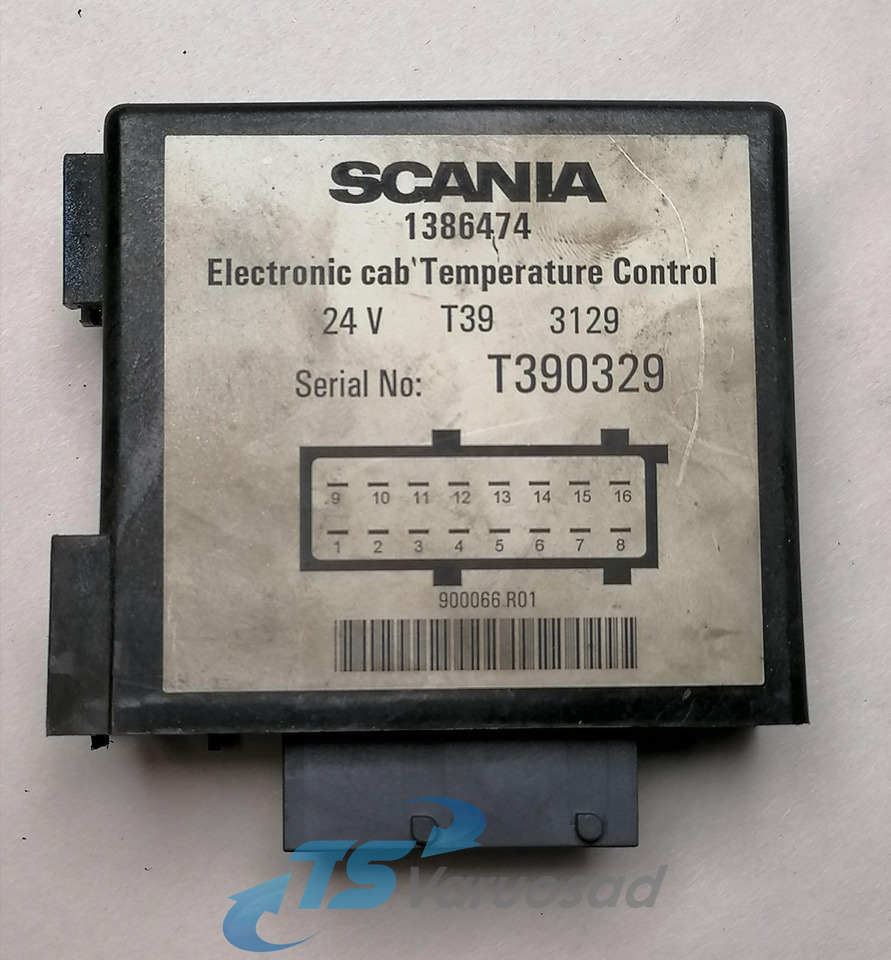 SCANIA
1386474
Electronic cab Temperature Control
24 V T39 3129
Serial No: T390329
9 10 11 12 13 14 15 16
1 2 3 4 5 6 7 8
900066.R01
TS Varuosad